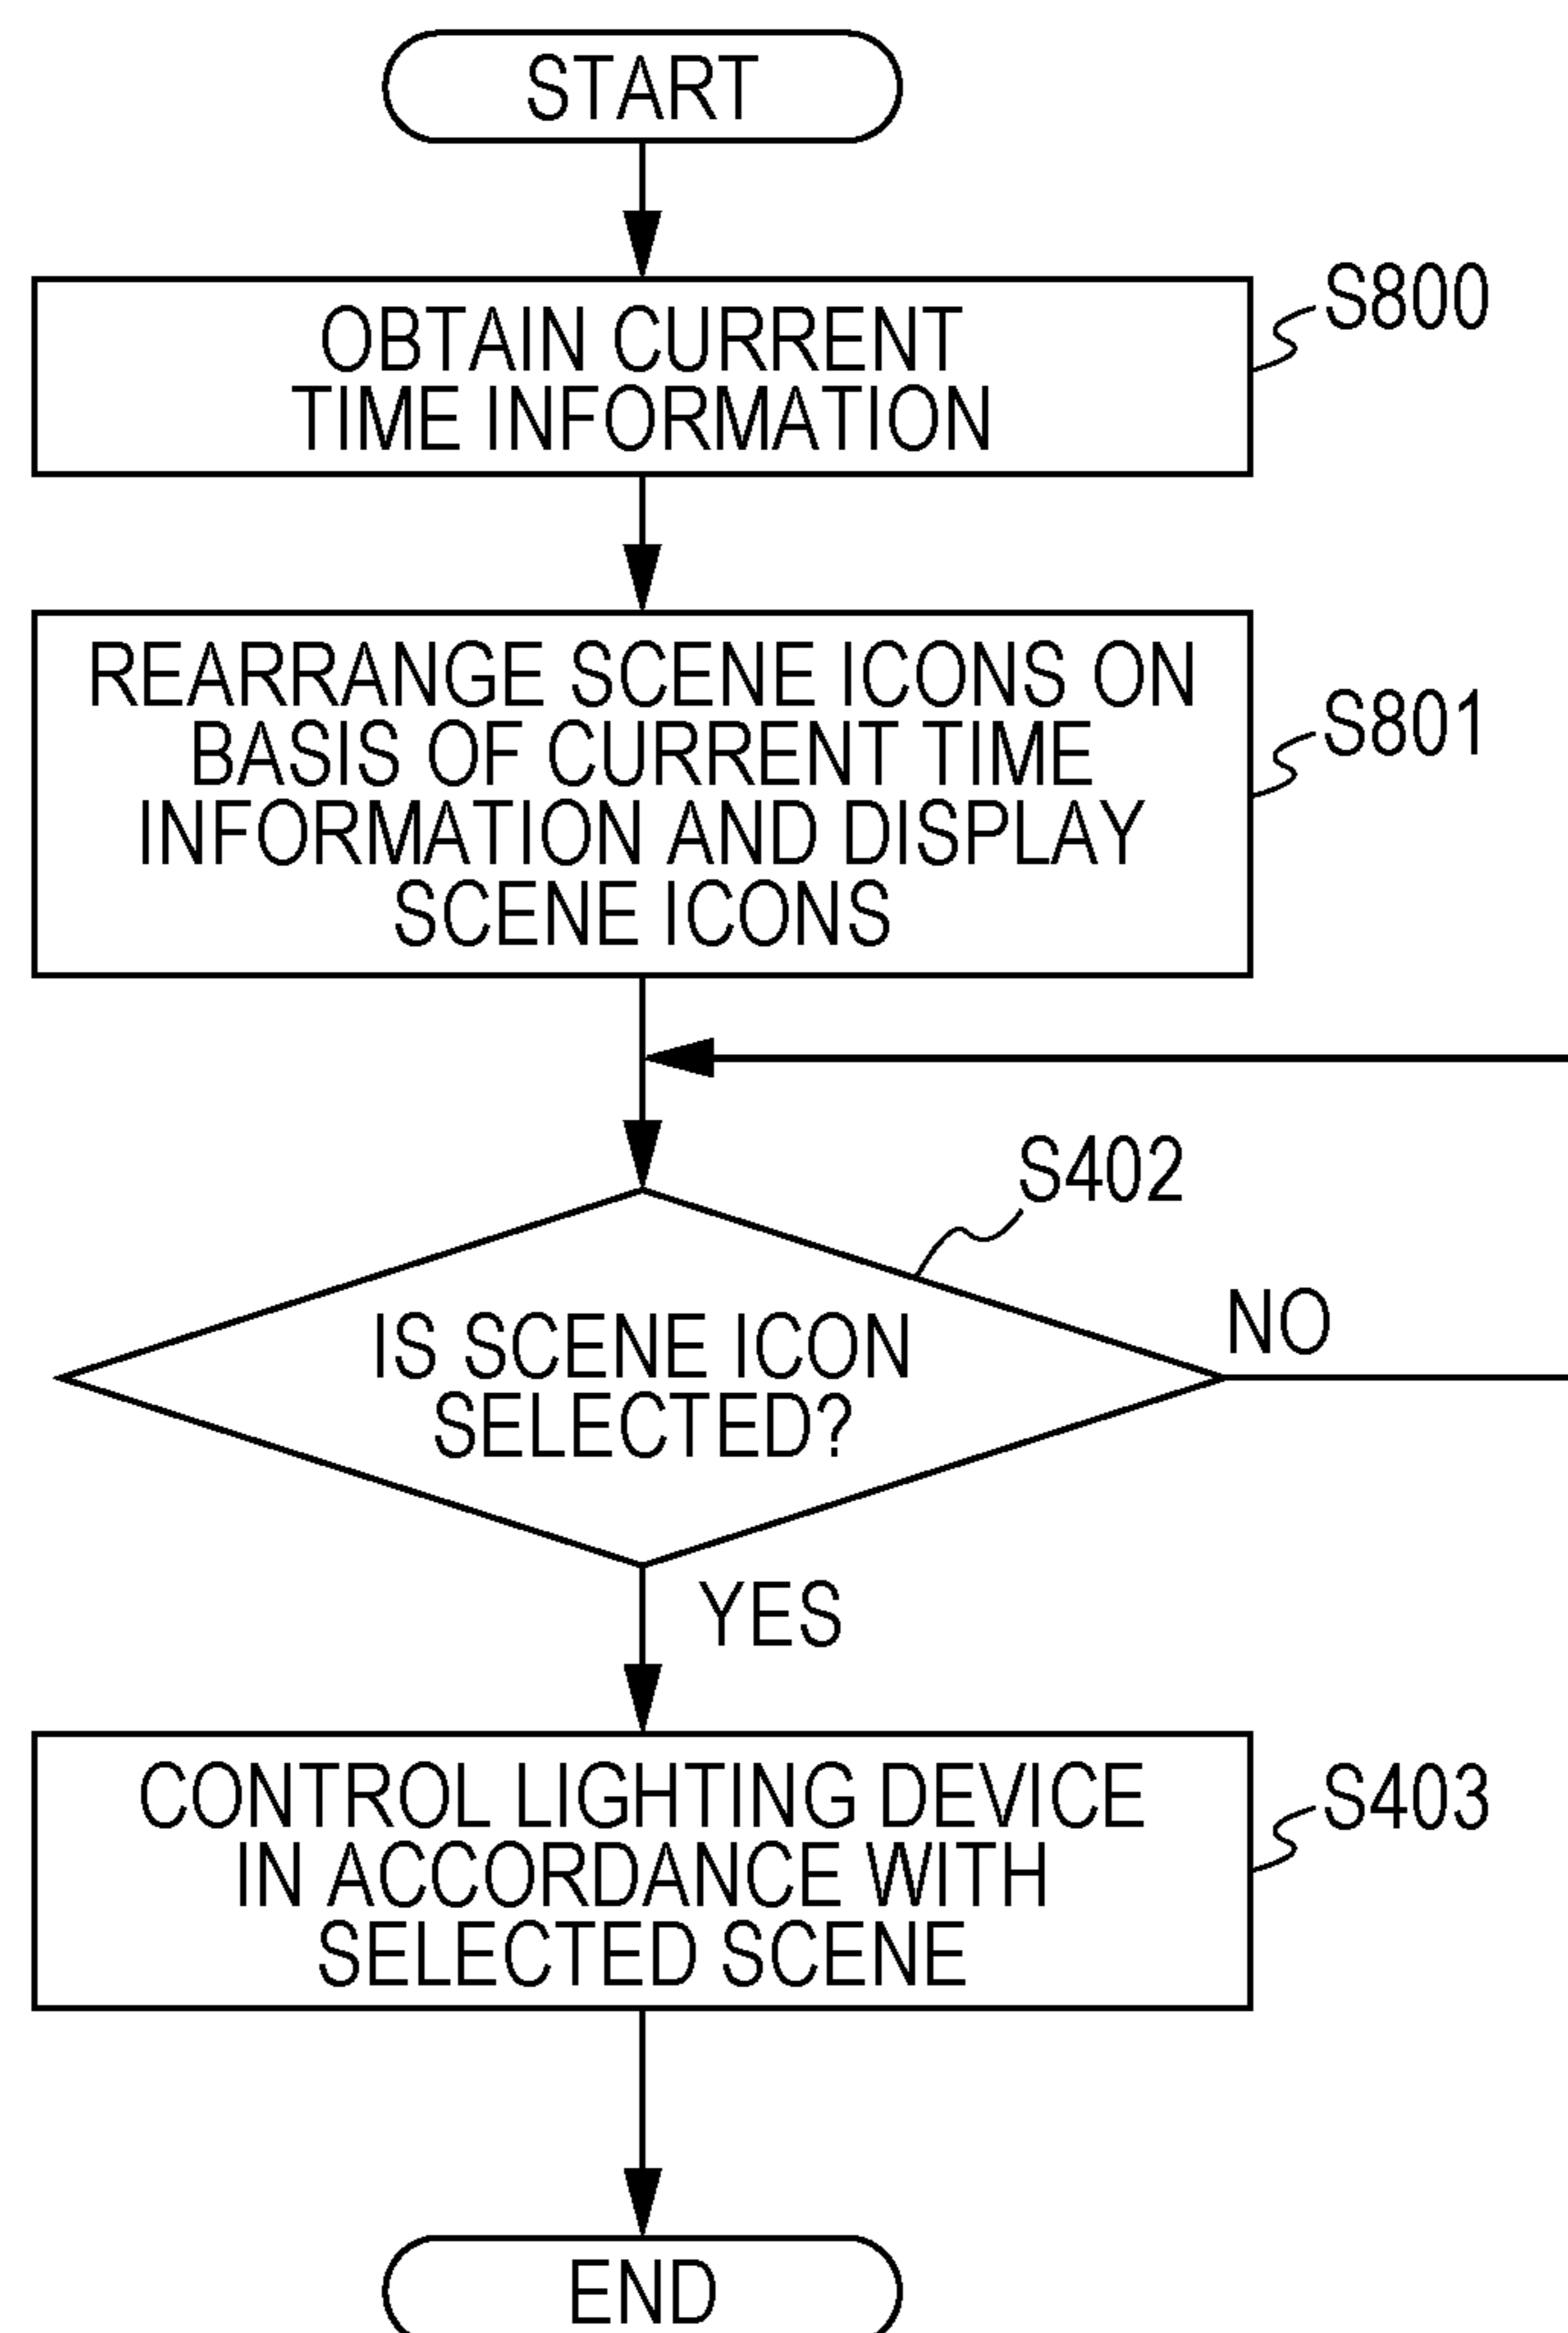 START
OBTAIN CURRENT
TIME INFORMATION
S800
REARRANGE SCENE ICONS ON
BASIS OF CURRENT TIME
INFORMATION AND DISPLAY
SCENE ICONS
S801
S402
IS SCENE ICON
SELECTED?
NO
YES
CONTROL LIGHTING DEVICE
IN ACCORDANCE WITH
SELECTED SCENE
S403
END